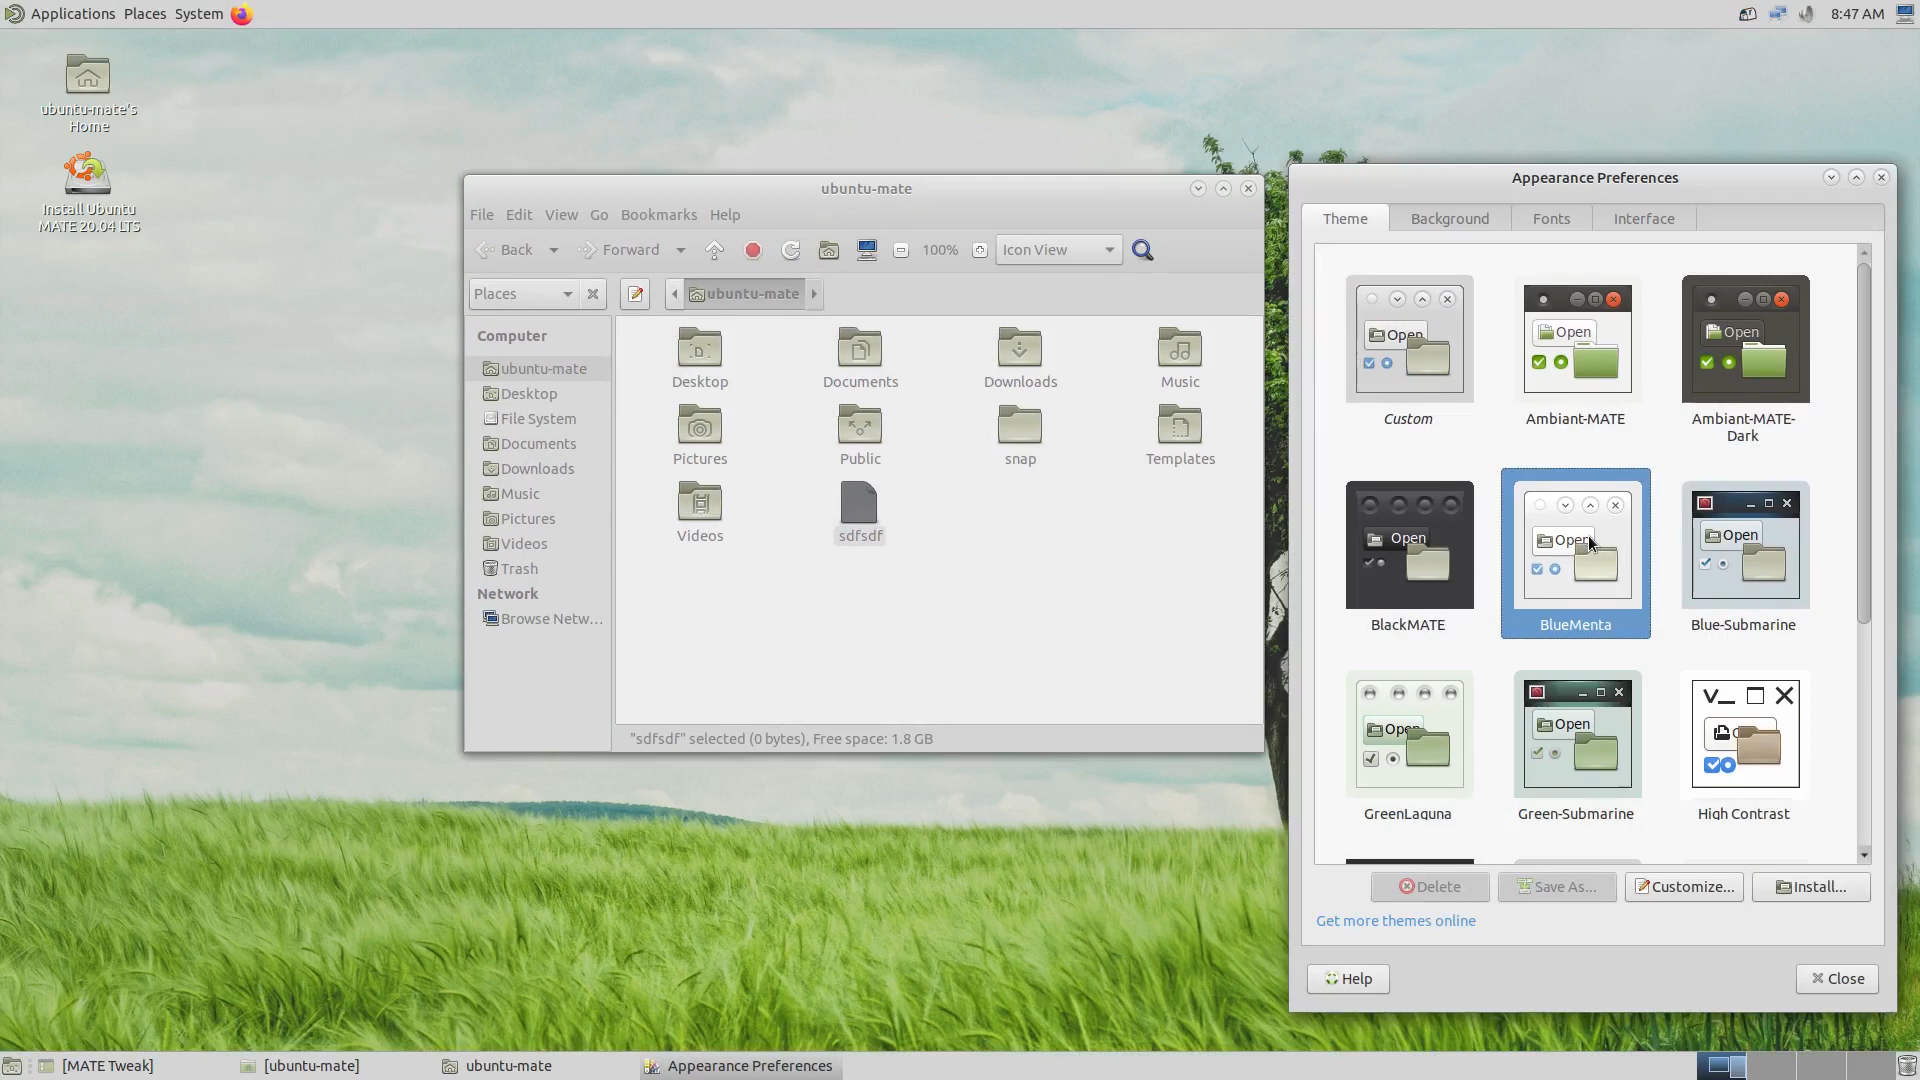 Applications Places System
8:47 AM
ubuntu-mate's
Home
Install Ubuntu
MATE 20.04 LTS
ubuntu-mate
File Edit View Go Bookmarks Help
Back Forward 100% Icon View
Places ubuntu-mate
Computer
ubuntu-mate
Desktop
File System
Documents
Downloads
Music
Pictures
Videos
Trash
Network
Browse Netw...
Desktop Documents Downloads Music
Pictures Public snap Templates
Videos sdfsdf
"sdfsdf" selected (0 bytes), Free space: 1.8 GB
Appearance Preferences
Theme Background Fonts Interface
Open Open Open
Custom Ambiant-MATE Ambiant-MATE-
Dark
Open Open Open
BlackMATE BlueMenta Blue-Submarine
Open Open
GreenLaguna Green-Submarine High Contrast
Delete Save As... Customize... Install...
Get more themes online
Help Close
[MATE Tweak] [ubuntu-mate] ubuntu-mate Appearance Preferences